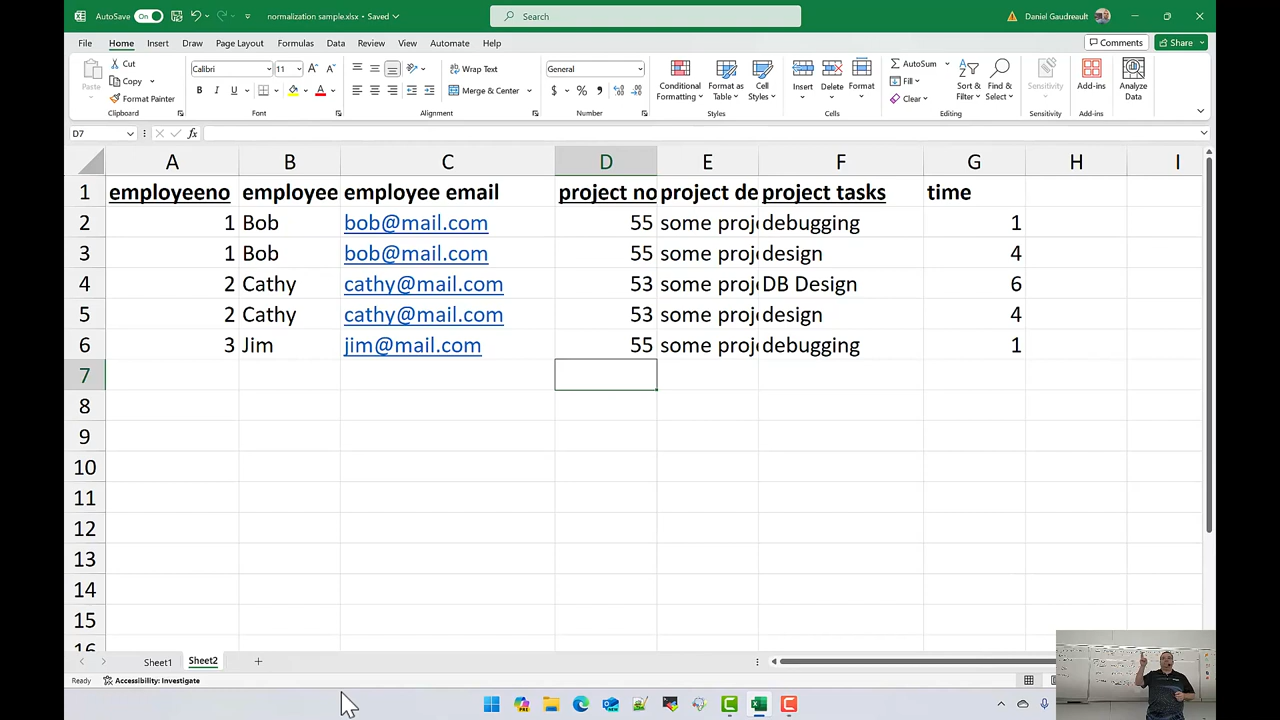 AutoSave On normalization sample.xlsx • Saved Search Daniel Gaudreault
File Home Insert Draw Page Layout Formulas Data Review View Automate Help Comments Share
Paste Cut Copy Format Painter Clipboard
Calibri 11 B I U A Font
Wrap Text Merge & Center Alignment
General $ % , Number
Conditional Formatting Format as Table Cell Styles Styles
Insert Delete Format Cells
AutoSum Fill Clear Sort & Filter Find & Select Editing
Sensitivity Sensitivity
Add-ins Add-ins
Analyze Data
D7 fx
A B C D E F G H I
1 employeeno employee employee email project no project de project tasks time
2 1 Bob bob@mail.com 55 some proje debugging 1
3 1 Bob bob@mail.com 55 some proje design 4
4 2 Cathy cathy@mail.com 53 some proje DB Design 6
5 2 Cathy cathy@mail.com 53 some proje design 4
6 3 Jim jim@mail.com 55 some proje debugging 1
7
8
9
10
11
12
13
14
15
16
Sheet1 Sheet2
Ready Accessibility: Investigate